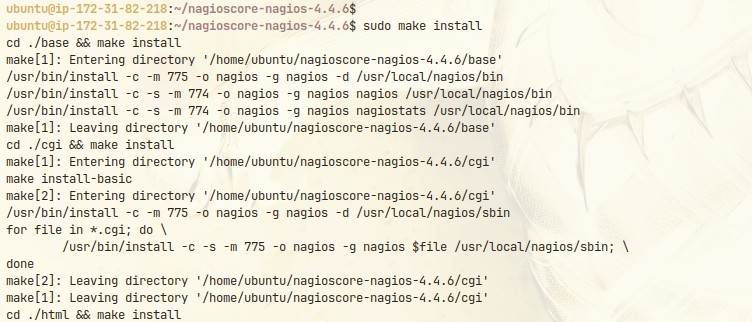 ubuntu@ip-172-31-82-218:~/nagioscore-nagios-4.4.6$
ubuntu@ip-172-31-82-218:~/nagioscore-nagios-4.4.6$ sudo make install
cd ./base && make install
make[1]: Entering directory '/home/ubuntu/nagioscore-nagios-4.4.6/base'
/usr/bin/install -c -m 775 -o nagios -g nagios -d /usr/local/nagios/bin
/usr/bin/install -c -s -m 774 -o nagios -g nagios nagios /usr/local/nagios/bin
/usr/bin/install -c -s -m 774 -o nagios -g nagios nagiostats /usr/local/nagios/bin
make[1]: Leaving directory '/home/ubuntu/nagioscore-nagios-4.4.6/base'
cd ./cgi && make install
make[1]: Entering directory '/home/ubuntu/nagioscore-nagios-4.4.6/cgi'
make install-basic
make[2]: Entering directory '/home/ubuntu/nagioscore-nagios-4.4.6/cgi'
/usr/bin/install -c -m 775 -o nagios -g nagios -d /usr/local/nagios/sbin
for file in *.cgi; do \
        /usr/bin/install -c -s -m 775 -o nagios -g nagios $file /usr/local/nagios/sbin; \
done
make[2]: Leaving directory '/home/ubuntu/nagioscore-nagios-4.4.6/cgi'
make[1]: Leaving directory '/home/ubuntu/nagioscore-nagios-4.4.6/cgi'
cd ./html && make install